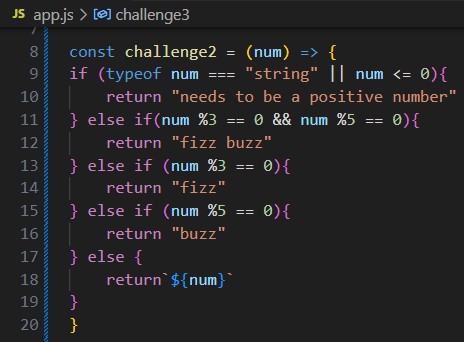 JS app.js > challenge3
7
8 const challenge2 = (num) => {
9 if (typeof num === "string" || num <= 0){
10 return "needs to be a positive number"
11 } else if(num %3 == 0 && num %5 == 0){
12 return "fizz buzz"
13 } else if (num %3 == 0){
14 return "fizz"
15 } else if (num %5 == 0){
16 return "buzz"
17 } else {
18 return`${num}`
19 }
20 }